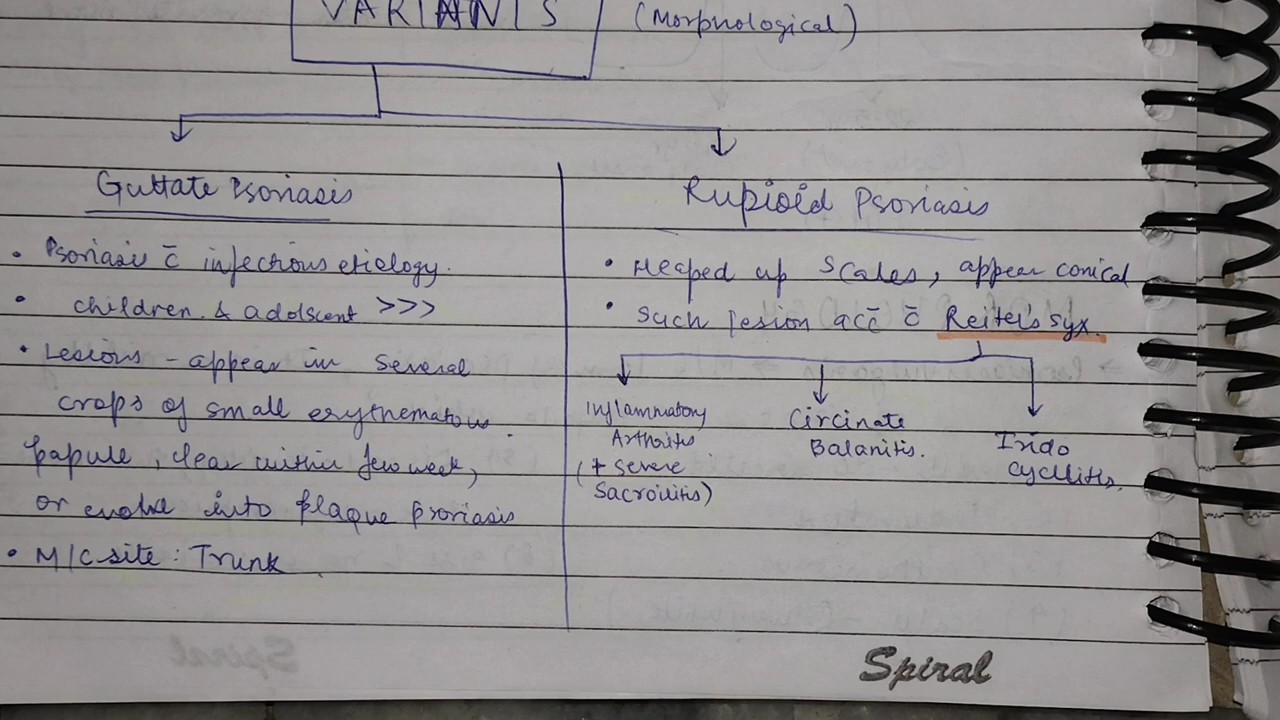 VARIANTS (Morphological)
Guttate Psoriasis
• Psoriasis c̄ infectious etiology.
• children & adolscent >>>
• Lesions - appear in several
crops of small erythematous
papule, clear within few week,
or evolve into plaque psoriasis
• M/C site : Trunk
Rupioid Psoriasis
• Heaped up scales, appear conical
• Such lesion acc̄ c̄ Reiter's syx.
Inflammatory
Arthritis
(+ severe
Sacroilitis)
Circinate
Balanitis.
Irido
cyclitis.
Spiral